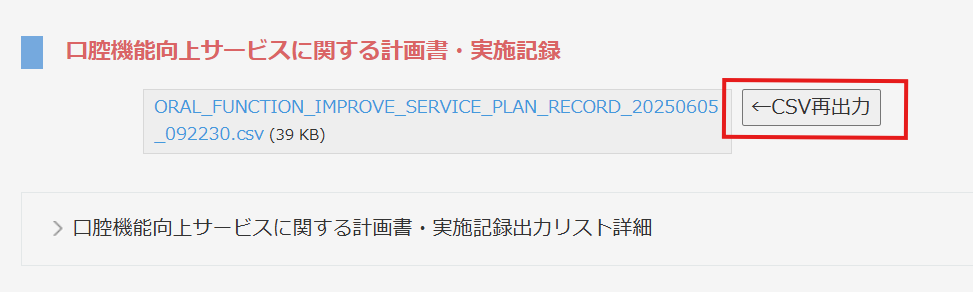 口腔機能向上サービスに関する計画書・実施記録
ORAL_FUNCTION_IMPROVE_SERVICE_PLAN_RECORD_20250605
_092230.csv (39 KB)
←CSV再出力
口腔機能向上サービスに関する計画書・実施記録出力リスト詳細